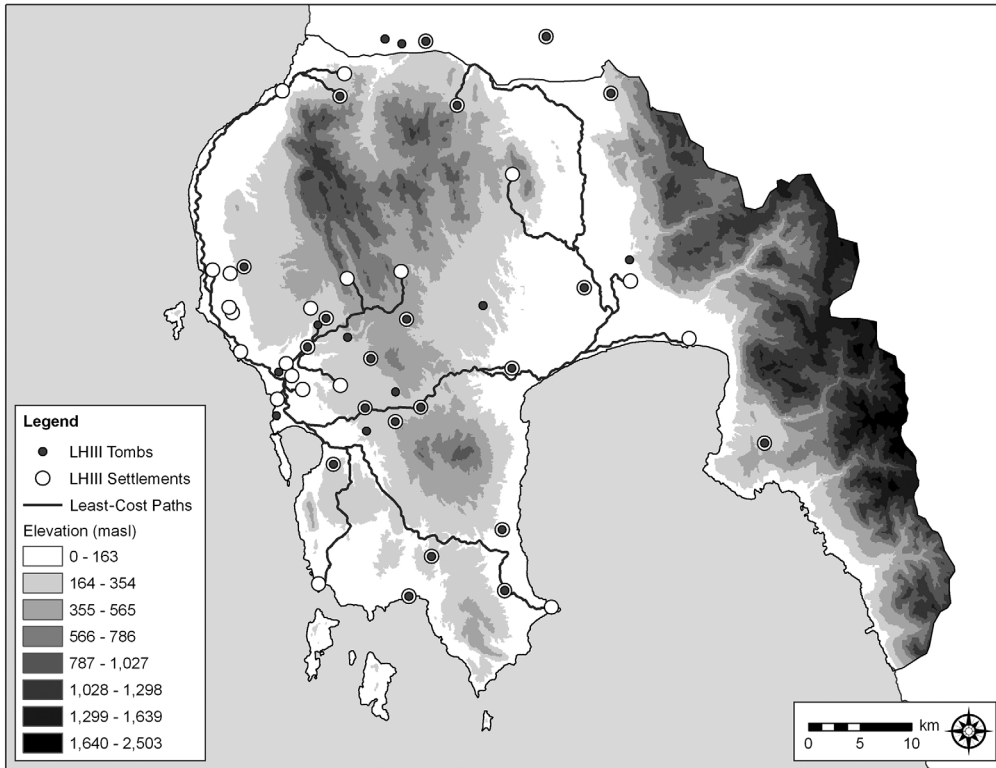 Legend
LHIII Tombs
LHIII Settlements
Least-Cost Paths
Elevation (masl)
0 - 163
164 - 354
355 - 565
566 - 786
787 - 1,027
1,028 - 1,298
1,299 - 1,639
1,640 - 2,503
km
0 5 10